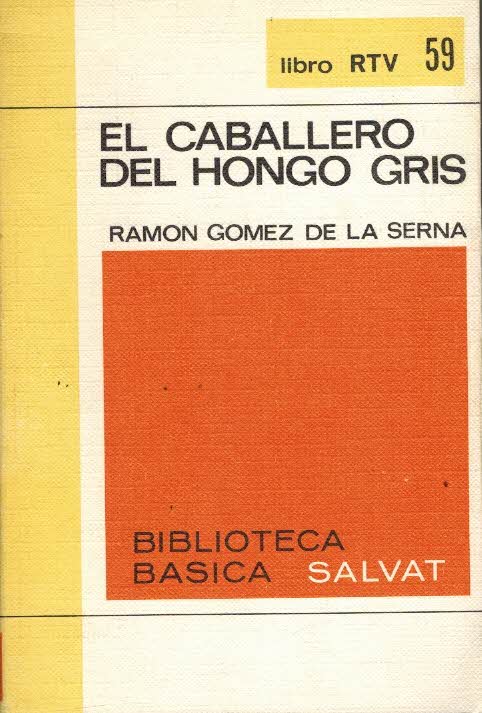 libro RTV 59
EL CABALLERO
DEL HONGO GRIS
RAMON GOMEZ DE LA SERNA
BIBLIOTECA
BASICA SALVAT